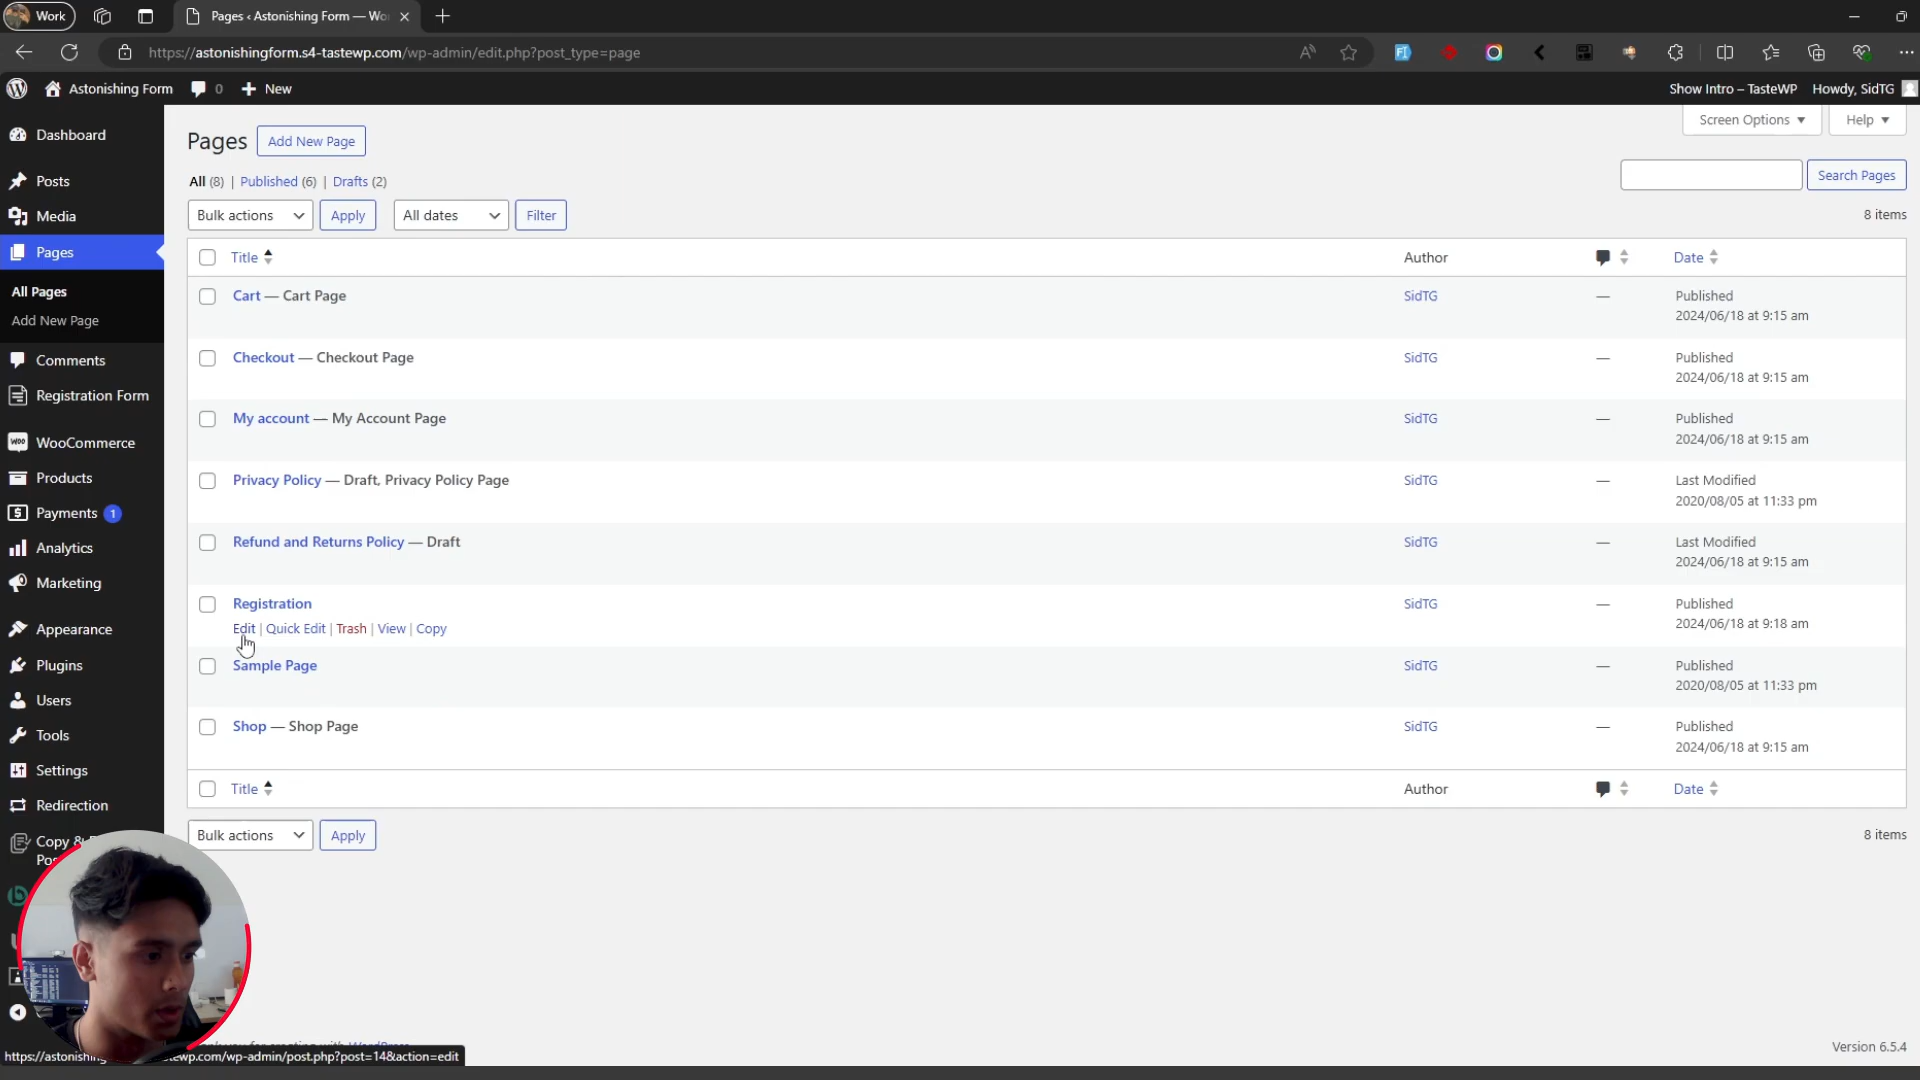 Work
Pages ‹ Astonishing Form — Wo
https://astonishingform.s4-tastewp.com/wp-admin/edit.php?post_type=page
Astonishing Form
0
New
Show Intro – TasteWP
Howdy, SidTG
Dashboard
Posts
Media
Pages
All Pages
Add New Page
Comments
Registration Form
WooCommerce
Products
Payments 1
Analytics
Marketing
Appearance
Plugins
Users
Tools
Settings
Redirection
Copy &
Pages
Add New Page
Screen Options
Help
All (8) | Published (6) | Drafts (2)
Search Pages
Bulk actions
Apply
All dates
Filter
8 items
Title
Author
Date
Cart — Cart Page
SidTG
—
Published
2024/06/18 at 9:15 am
Checkout — Checkout Page
SidTG
—
Published
2024/06/18 at 9:15 am
My account — My Account Page
SidTG
—
Published
2024/06/18 at 9:15 am
Privacy Policy — Draft, Privacy Policy Page
SidTG
—
Last Modified
2020/08/05 at 11:33 pm
Refund and Returns Policy — Draft
SidTG
—
Last Modified
2024/06/18 at 9:15 am
Registration
Edit | Quick Edit | Trash | View | Copy
SidTG
—
Published
2024/06/18 at 9:18 am
Sample Page
SidTG
—
Published
2020/08/05 at 11:33 pm
Shop — Shop Page
SidTG
—
Published
2024/06/18 at 9:15 am
Title
Author
Date
Bulk actions
Apply
8 items
Version 6.5.4
https://astonishing
tewp.com/wp-admin/post.php?post=14&action=edit